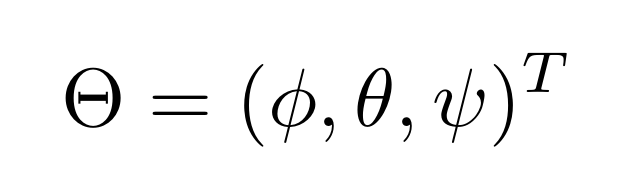 Θ = (ϕ, θ, ψ)^T